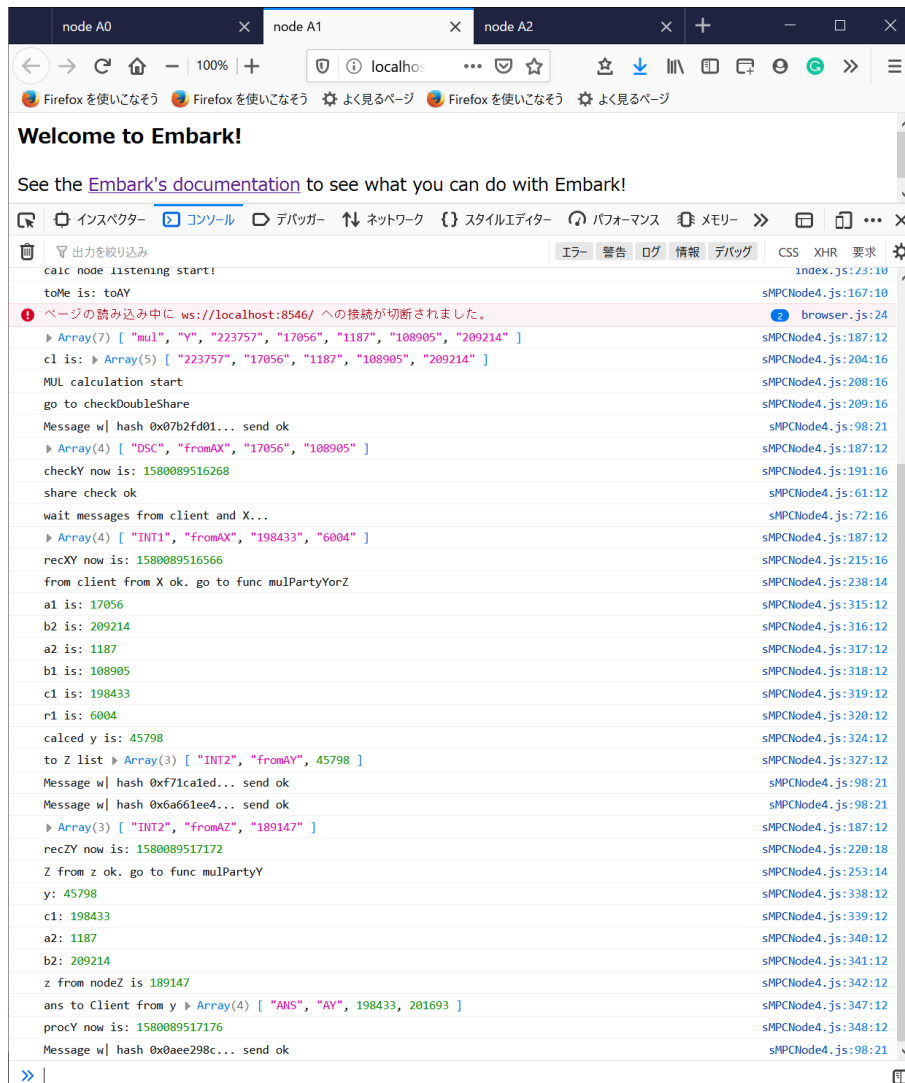 node A0
node A1
node A2
100%
localhos
Firefox を使いこなそう Firefox を使いこなそう よく見るページ Firefox を使いこなそう よく見るページ
Welcome to Embark!
See the Embark's documentation to see what you can do with Embark!
インスペクター コンソール デバッガー ネットワーク スタイルエディター パフォーマンス メモリー
出力を絞り込み エラー 警告 ログ 情報 デバッグ CSS XHR 要求
calc node listening start! index.js:23:10
toMe is: toAY sMPCNode4.js:167:10
ページの読み込み中に ws://localhost:8546/ への接続が切断されました。 2 browser.js:24
Array(7) [ "mul", "Y", "223757", "17056", "1187", "108905", "209214" ] sMPCNode4.js:187:12
cl is: Array(5) [ "223757", "17056", "1187", "108905", "209214" ] sMPCNode4.js:204:16
MUL calculation start sMPCNode4.js:208:16
go to checkDoubleShare sMPCNode4.js:209:16
Message w| hash 0x07b2fd01... send ok sMPCNode4.js:98:21
Array(4) [ "DSC", "fromAX", "17056", "108905" ] sMPCNode4.js:187:12
checkY now is: 1580089516268 sMPCNode4.js:191:16
share check ok sMPCNode4.js:61:12
wait messages from client and X... sMPCNode4.js:72:16
Array(4) [ "INT1", "fromAX", "198433", "6004" ] sMPCNode4.js:187:12
recXY now is: 1580089516566 sMPCNode4.js:215:16
from client from X ok. go to func mulPartyYorZ sMPCNode4.js:238:14
a1 is: 17056 sMPCNode4.js:315:12
b2 is: 209214 sMPCNode4.js:316:12
a2 is: 1187 sMPCNode4.js:317:12
b1 is: 108905 sMPCNode4.js:318:12
c1 is: 198433 sMPCNode4.js:319:12
r1 is: 6004 sMPCNode4.js:320:12
calced y is: 45798 sMPCNode4.js:324:12
to Z list Array(3) [ "INT2", "fromAY", 45798 ] sMPCNode4.js:327:12
Message w| hash 0xf71ca1ed... send ok sMPCNode4.js:98:21
Message w| hash 0x6a661ee4... send ok sMPCNode4.js:98:21
Array(3) [ "INT2", "fromAZ", "189147" ] sMPCNode4.js:187:12
recZY now is: 1580089517172 sMPCNode4.js:220:18
Z from z ok. go to func mulPartyY sMPCNode4.js:253:14
y: 45798 sMPCNode4.js:338:12
c1: 198433 sMPCNode4.js:339:12
a2: 1187 sMPCNode4.js:340:12
b2: 209214 sMPCNode4.js:341:12
z from nodeZ is 189147 sMPCNode4.js:342:12
ans to Client from y Array(4) [ "ANS", "AY", 198433, 201693 ] sMPCNode4.js:347:12
procY now is: 1580089517176 sMPCNode4.js:348:12
Message w| hash 0x0aee298c... send ok sMPCNode4.js:98:21